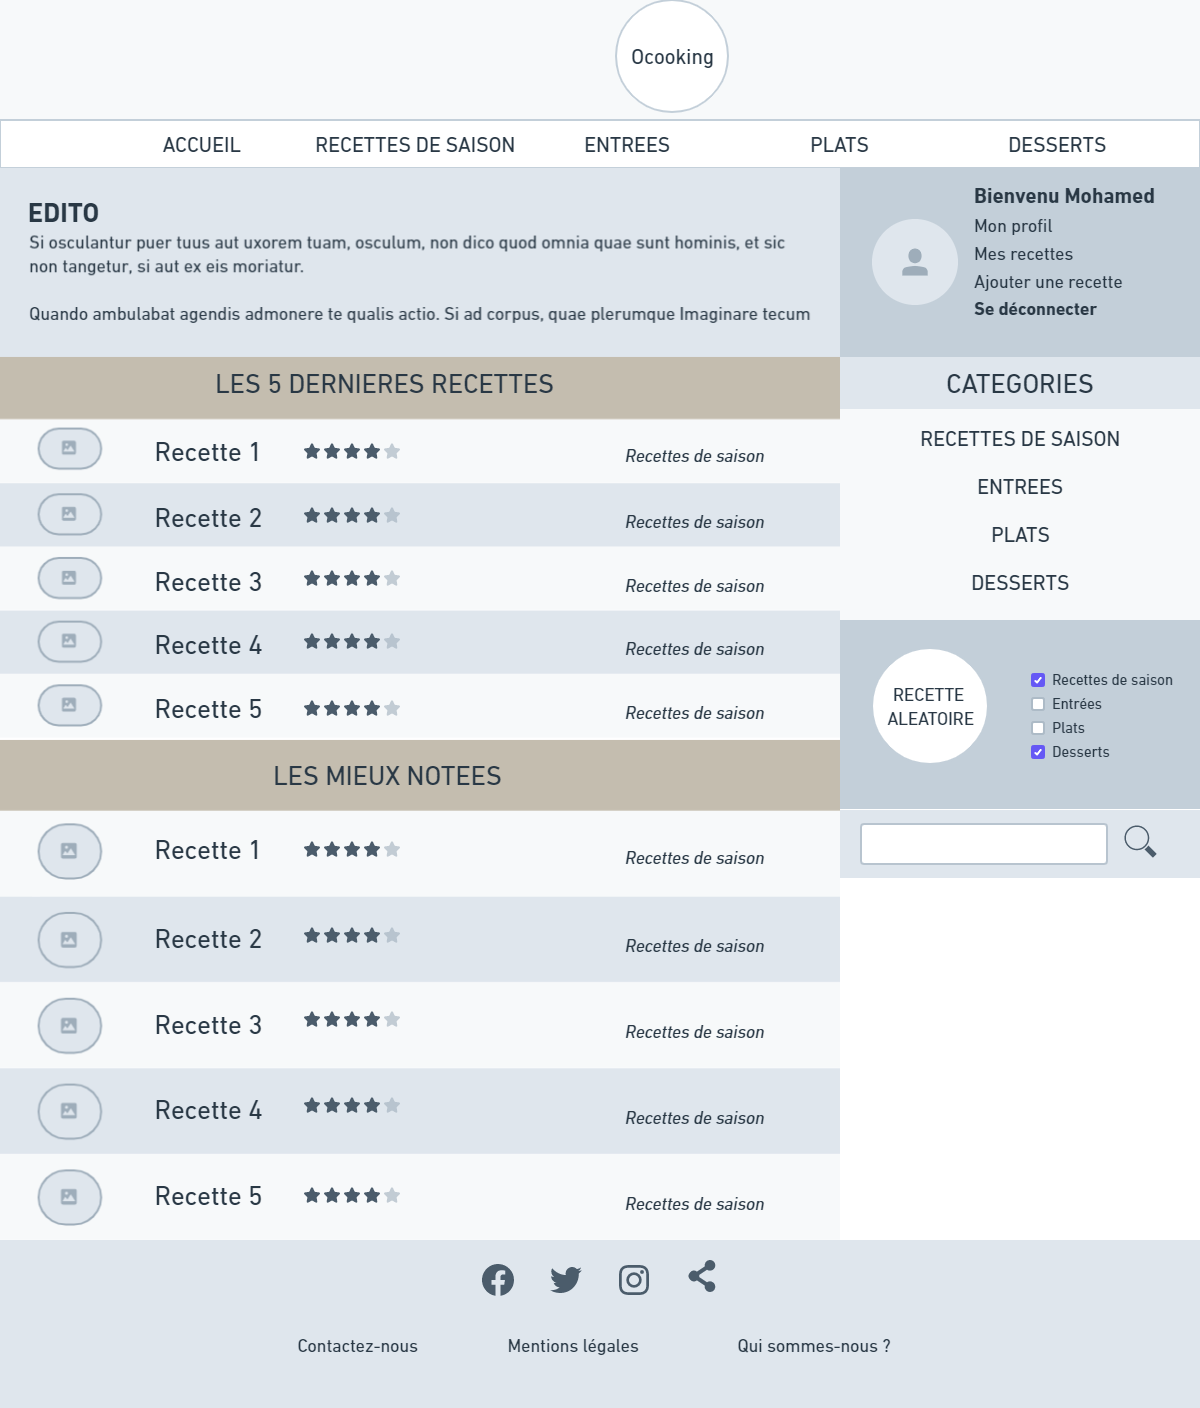 Ocooking
ACCUEIL
RECETTES DE SAISON
ENTREES
PLATS
DESSERTS
EDITO
Si osculantur puer tuus aut uxorem tuam, osculum, non dico quod omnia quae sunt hominis, et sic
non tangetur, si aut ex eis moriatur.
Quando ambulabat agendis admonere te qualis actio. Si ad corpus, quae plerumque Imaginare tecum
Bienvenu Mohamed
Mon profil
Mes recettes
Ajouter une recette
Se déconnecter
LES 5 DERNIERES RECETTES
Recette 1
Recettes de saison
Recette 2
Recettes de saison
Recette 3
Recettes de saison
Recette 4
Recettes de saison
Recette 5
Recettes de saison
CATEGORIES
RECETTES DE SAISON
ENTREES
PLATS
DESSERTS
RECETTE
ALEATOIRE
Recettes de saison
Entrées
Plats
Desserts
LES MIEUX NOTEES
Recette 1
Recettes de saison
Recette 2
Recettes de saison
Recette 3
Recettes de saison
Recette 4
Recettes de saison
Recette 5
Recettes de saison
Contactez-nous
Mentions légales
Qui sommes-nous ?